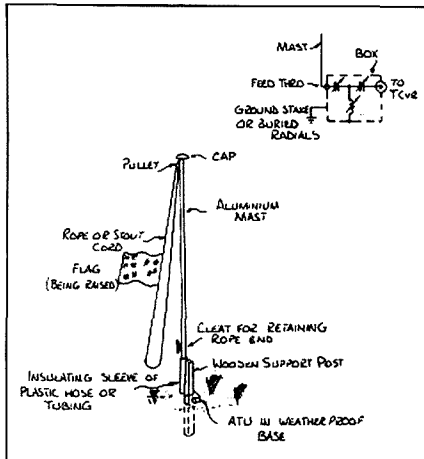 MAST
BOX
FEED THRO
TO
TCVR
GROUND STAKE
OR BURIED
RADIALS
CAP
PULLEY
ALUMINIUM
MAST
ROPE OR STOUT
CORD
FLAG
(BEING RAISED)
CLEAT FOR RETAINING
ROPE END
WOODEN SUPPORT POST
INSULATING SLEEVE OF
PLASTIC HOSE OR
TUBING
ATU IN WEATHERPROOF
BASE